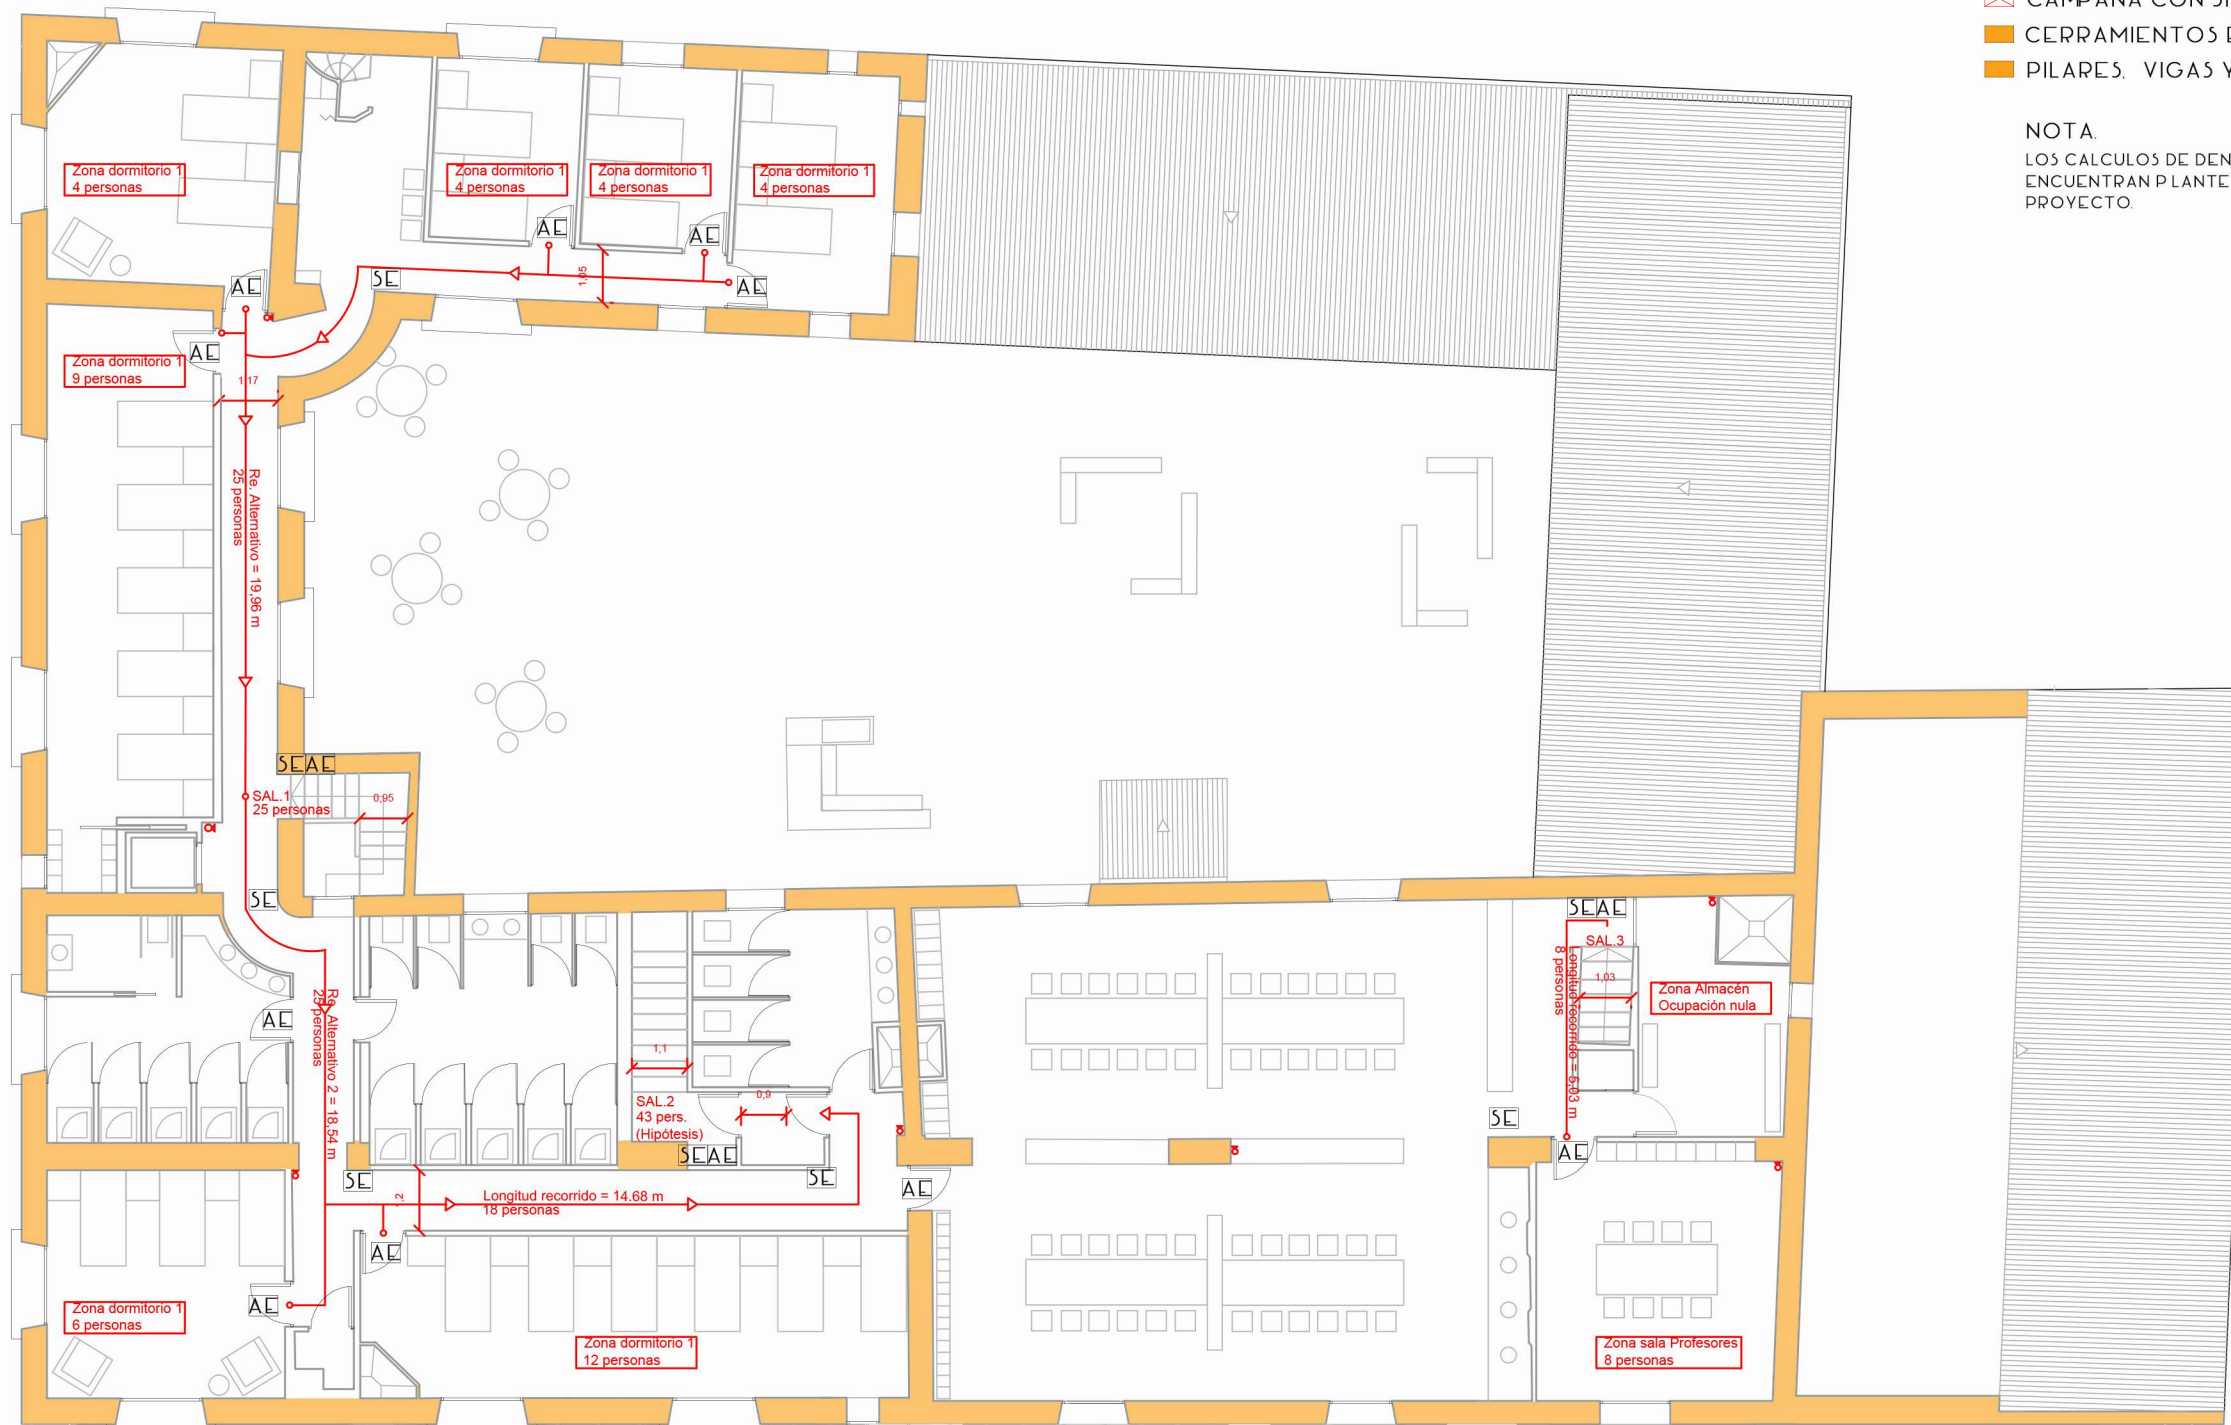 CAMPANA CON
CERRAMIENTOS
PILARES. VIGAS Y
NOTA.
LOS CALCULOS DE
ENCUENTRAN
PROYECTO.
Zona dormitorio 1
4 personas
Zona dormitorio 1
4 personas
Zona dormitorio 1
4 personas
Zona dormitorio 1
4 personas
AE
AE
AE
AE
SE
1,05
AE
Zona dormitorio 1
9 personas
1,17
Re. Alternativo = 19,96 m
25 personas
SEAE
SAL.1
25 personas
0,95
SE
AE
Re. Alternativo 2 = 18,54 m
25 personas
1,1
0,9
SAL.2
43 pers.
(Hipótesis)
SEAE
SE
SE
1,2
Longitud recorrido = 14.68 m
18 personas
AE
AE
AE
Zona dormitorio 1
6 personas
Zona dormitorio 1
12 personas
SEAE
SAL.3
1,03
Longitud recorrido = 5,03 m
8 personas
Zona Almacén
Ocupación nula
SE
AE
Zona sala Profesores
8 personas